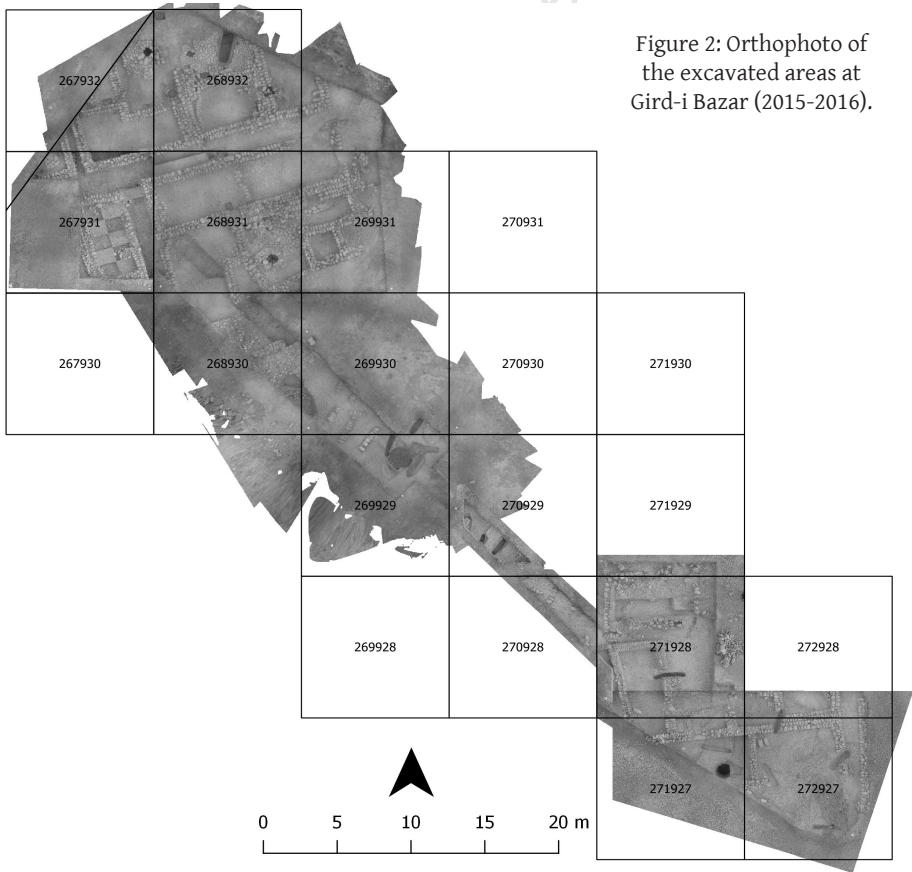 Figure 2: Orthophoto of
the excavated areas at
Gird-i Bazar (2015-2016).
267932 268932
267931 268931 269931 270931
267930 268930 269930 270930 271930
269929 270929 271929
269928 270928 271928 272928
271927 272927
0 5 10 15 20 m